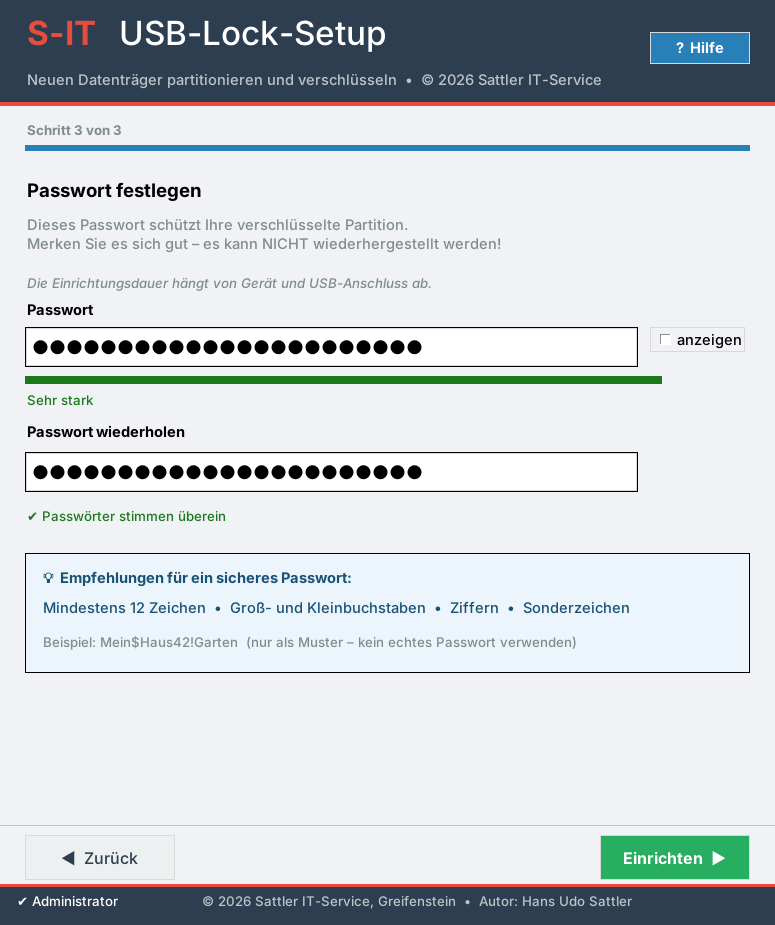 S-IT USB-Lock-Setup
? Hilfe
Neuen Datenträger partitionieren und verschlüsseln • © 2026 Sattler IT-Service
Schritt 3 von 3
Passwort festlegen
Dieses Passwort schützt Ihre verschlüsselte Partition.
Merken Sie es sich gut – es kann NICHT wiederhergestellt werden!
Die Einrichtungsdauer hängt von Gerät und USB-Anschluss ab.
Passwort
●●●●●●●●●●●●●●●●●●●●●●●
anzeigen
Sehr stark
Passwort wiederholen
●●●●●●●●●●●●●●●●●●●●●●●
✔ Passwörter stimmen überein
💡 Empfehlungen für ein sicheres Passwort:
Mindestens 12 Zeichen • Groß- und Kleinbuchstaben • Ziffern • Sonderzeichen
Beispiel: Mein$Haus42!Garten (nur als Muster – kein echtes Passwort verwenden)
◀ Zurück
Einrichten ▶
✔ Administrator
© 2026 Sattler IT-Service, Greifenstein • Autor: Hans Udo Sattler